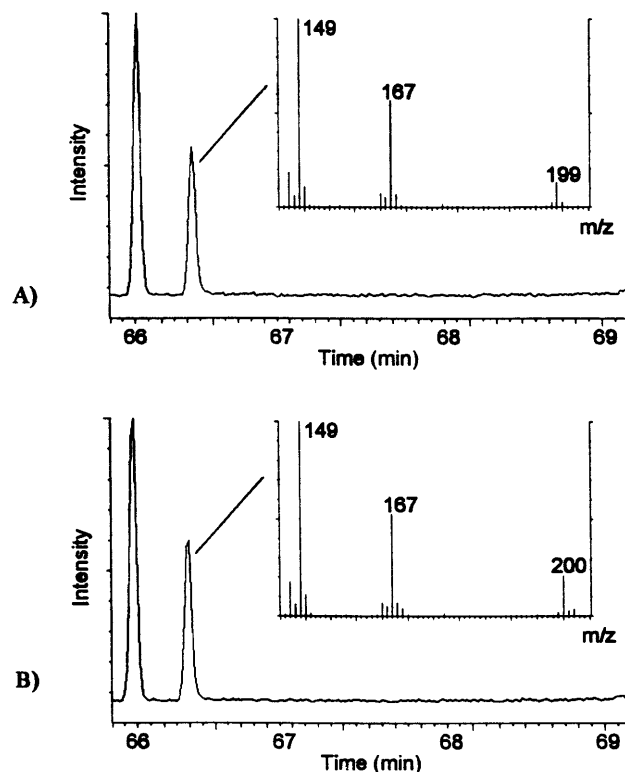 149
167
199
m/z
Intensity
A)
66 67 68 69
Time (min)
149
167
200
m/z
Intensity
B)
66 67 68 69
Time (min)